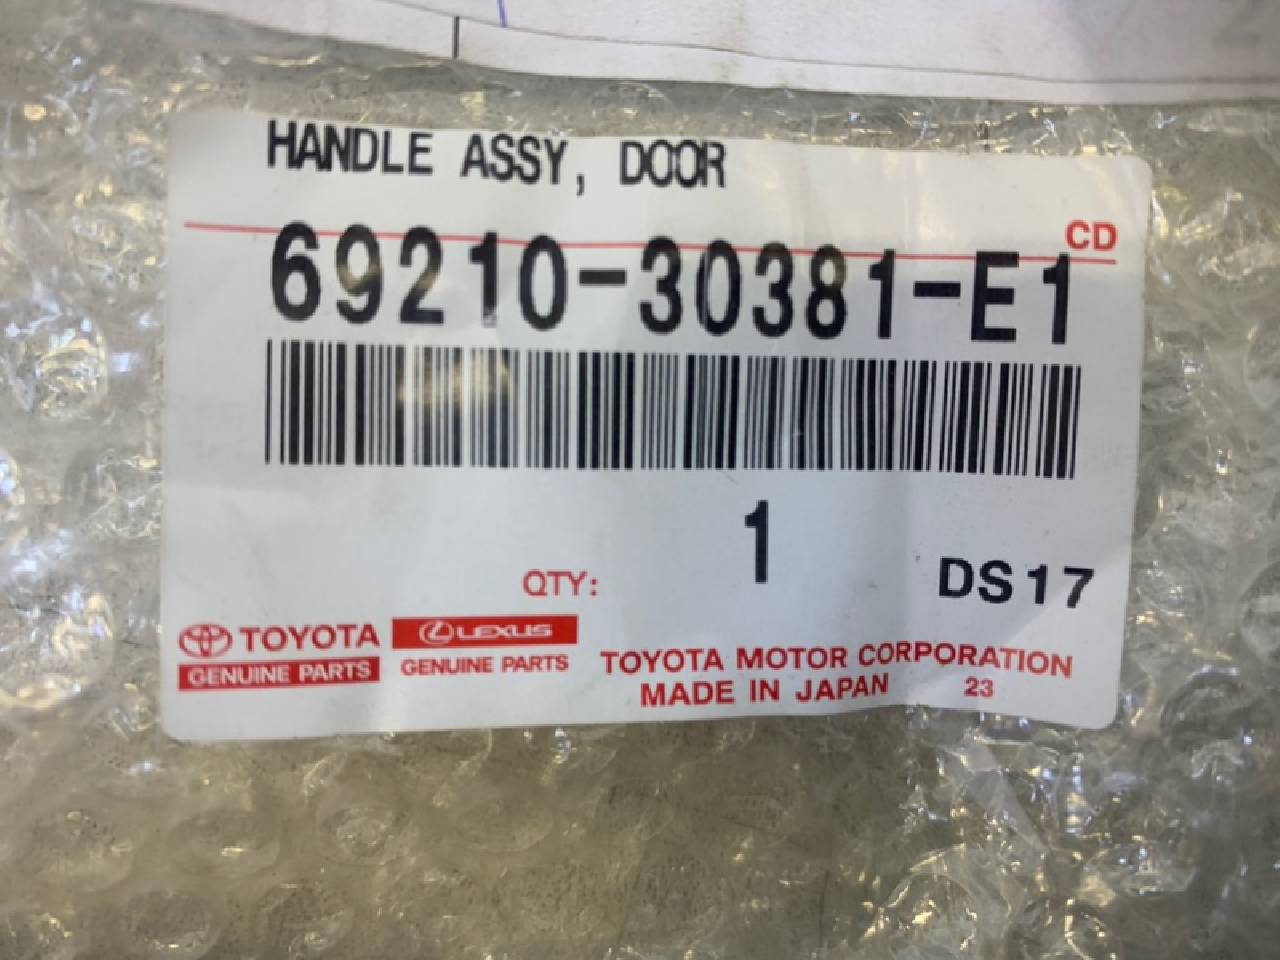 HANDLE ASSY, DOOR
CD
69210-30381-E1
1
QTY:
DS17
TOYOTA
GENUINE PARTS
LEXUS
GENUINE PARTS
TOYOTA MOTOR CORPORATION
MADE IN JAPAN 23